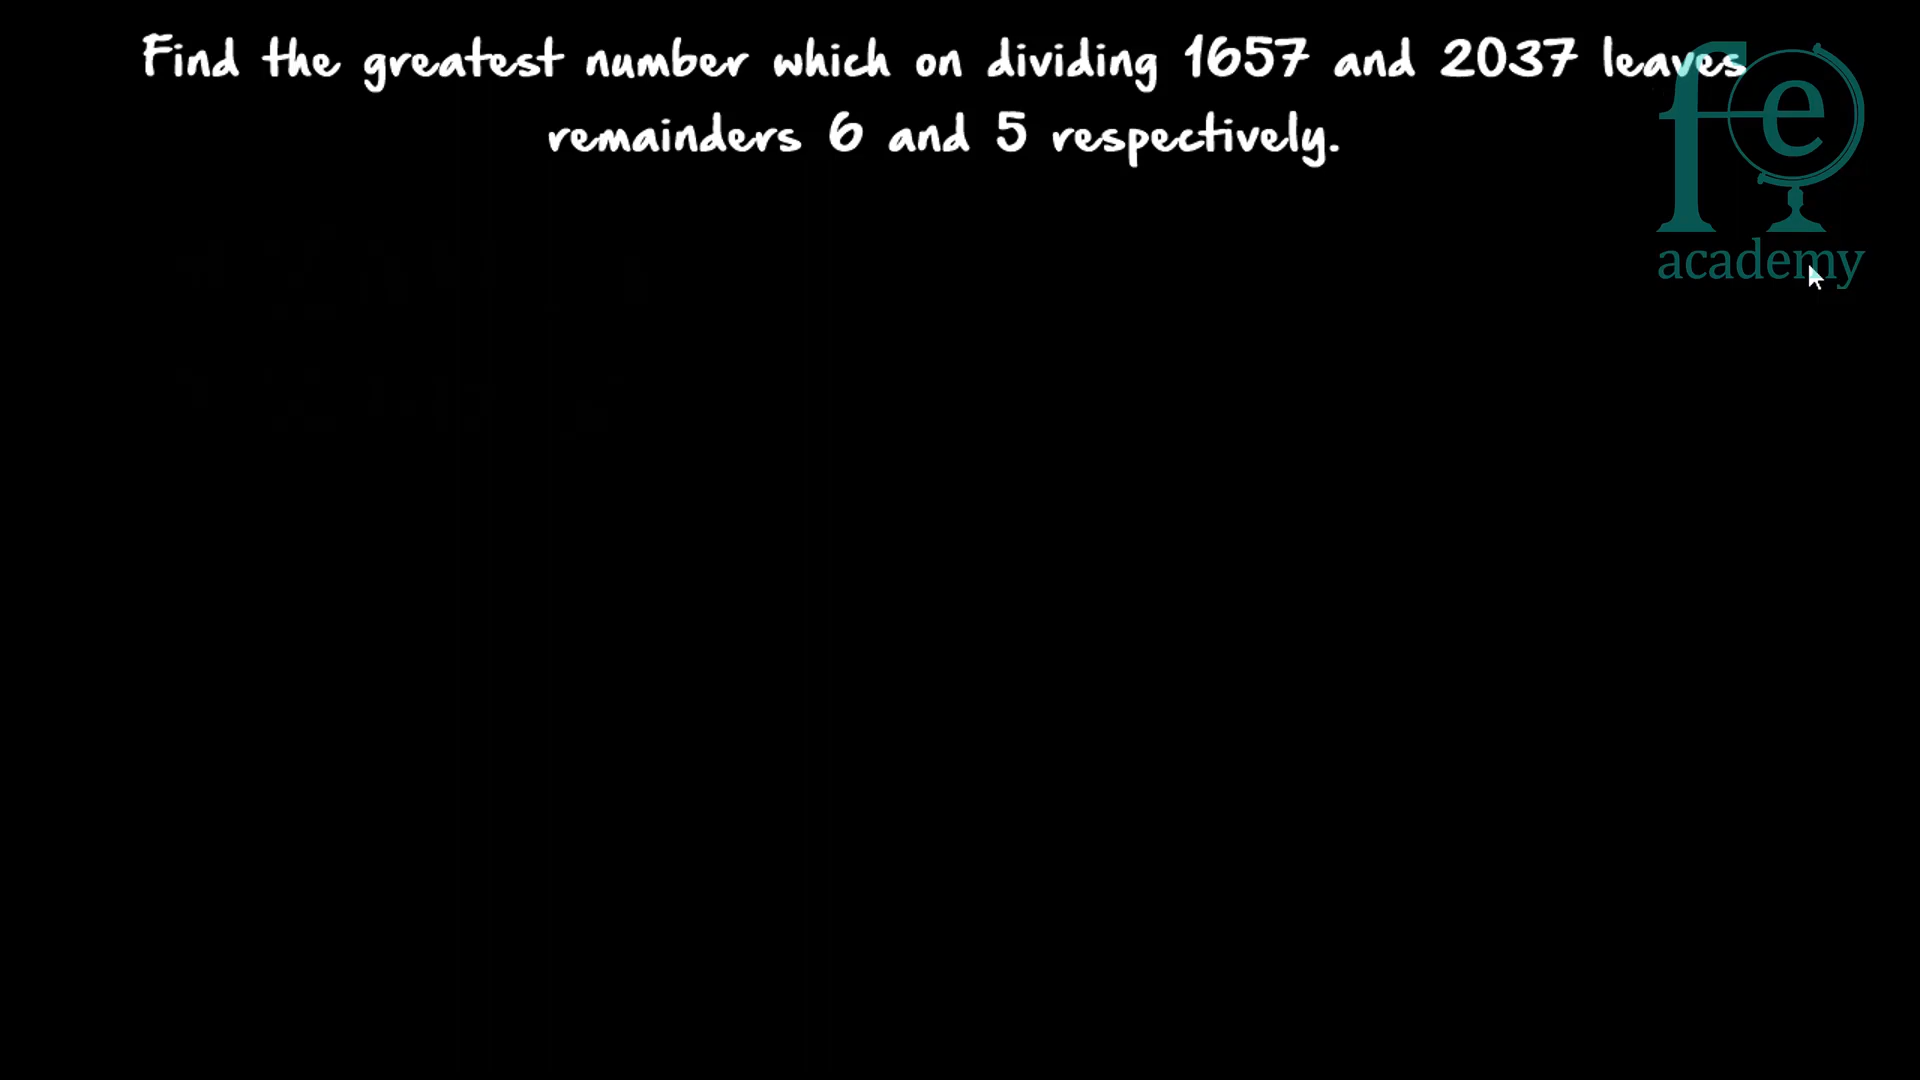 Find the greatest number which on dividing 1657 and 2037 leaves
remainders 6 and 5 respectively.
fe
academy